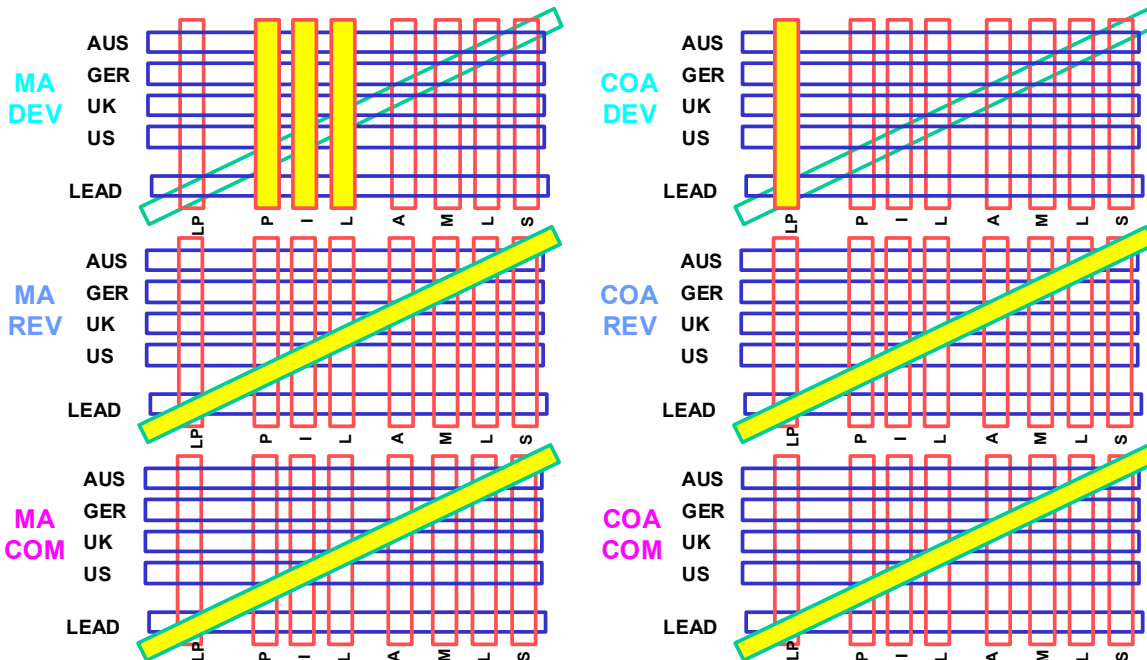 AUS
GER
MA
DEV
UK
US
LEAD
LP P I L A M L S
AUS
GER
COA
DEV
UK
US
LEAD
LP P I L A M L S
AUS
GER
MA
REV
UK
US
LEAD
LP P I L A M L S
AUS
GER
COA
REV
UK
US
LEAD
LP P I L A M L S
AUS
GER
MA
COM
UK
US
LEAD
LP P I L A M L S
AUS
GER
COA
COM
UK
US
LEAD
LP P I L A M L S